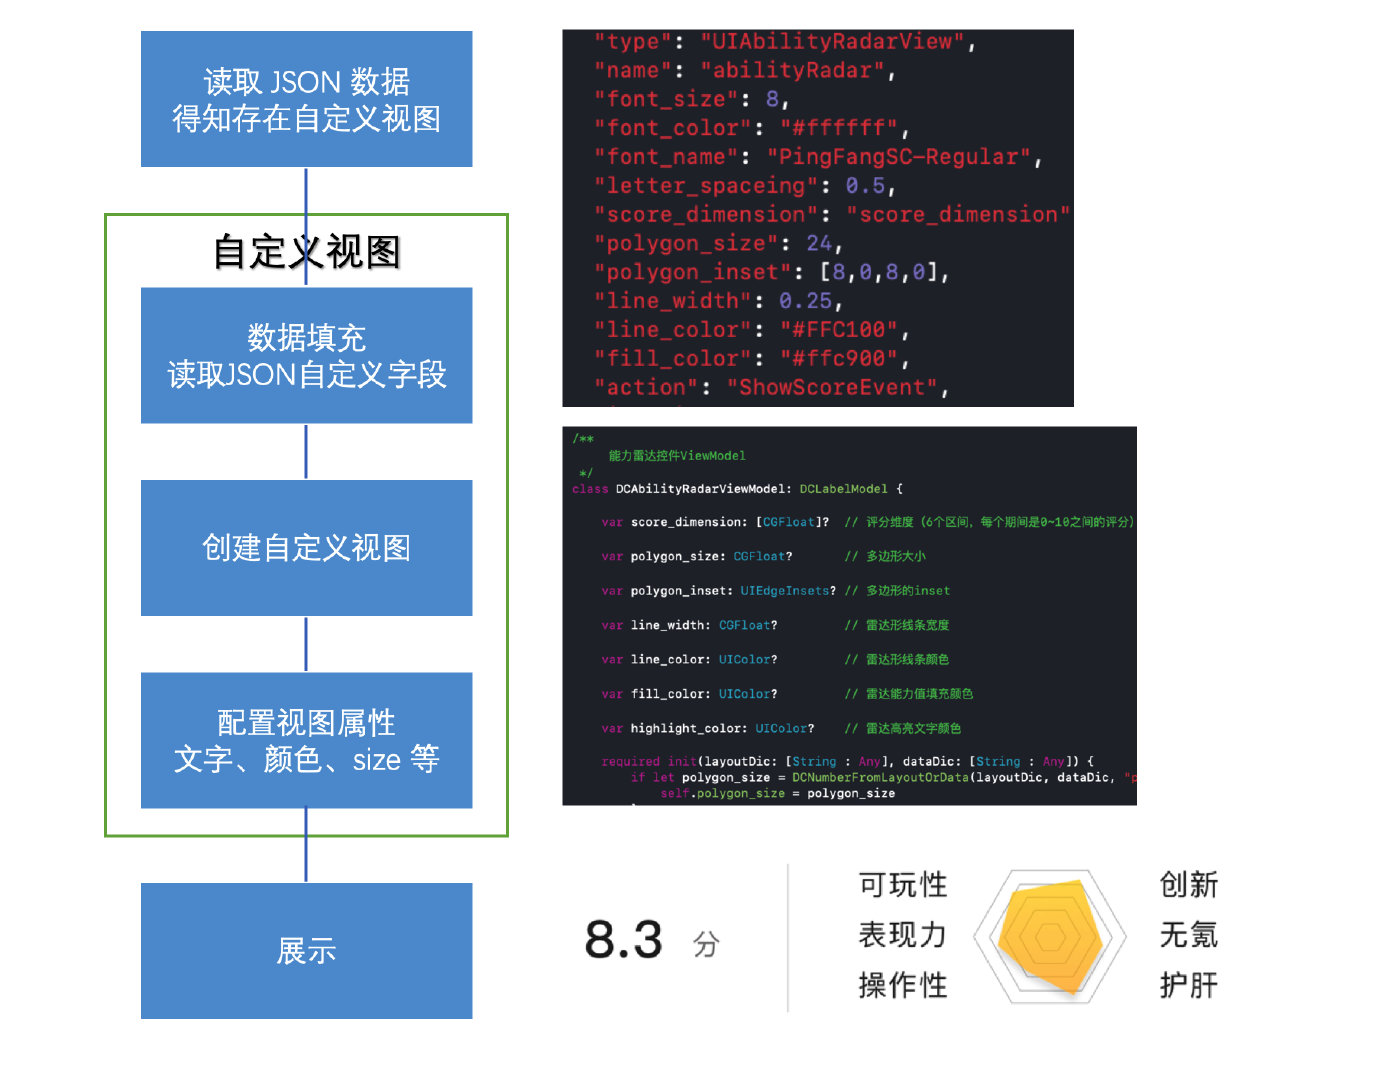 读取 JSON 数据
得知存在自定义视图
自定义视图
数据填充
读取JSON自定义字段
创建自定义视图
配置视图属性
文字、颜色、size 等
展示
"type": "UIAbilityRadarView",
"name": "abilityRadar",
"font_size": 8,
"font_color": "#ffffff",
"font_name": "PingFangSC-Regular",
"letter_spaceing": 0.5,
"score_dimension": "score_dimension"
"polygon_size": 24,
"polygon_inset": [8,0,8,0],
"line_width": 0.25,
"line_color": "#FFC100",
"fill_color": "#ffc900",
"action": "ShowScoreEvent",
/**
能力雷达控件ViewModel
*/
class DCAbilityRadarViewModel: DCLabelModel {
var score_dimension: [CGFloat]? // 评分维度（6个区间，每个期间是0~10之间的评分）
var polygon_size: CGFloat? // 多边形大小
var polygon_inset: UIEdgeInsets? // 多边形的inset
var line_width: CGFloat? // 雷达形线条宽度
var line_color: UIColor? // 雷达形线条颜色
var fill_color: UIColor? // 雷达能力值填充颜色
var highlight_color: UIColor? // 雷达高亮文字颜色
required init(layoutDic: [String : Any], dataDic: [String : Any]) {
if let polygon_size = DCNumberFromLayoutOrData(layoutDic, dataDic, "p
self.polygon_size = polygon_size
8.3 分
可玩性
表现力
操作性
创新
无氪
护肝